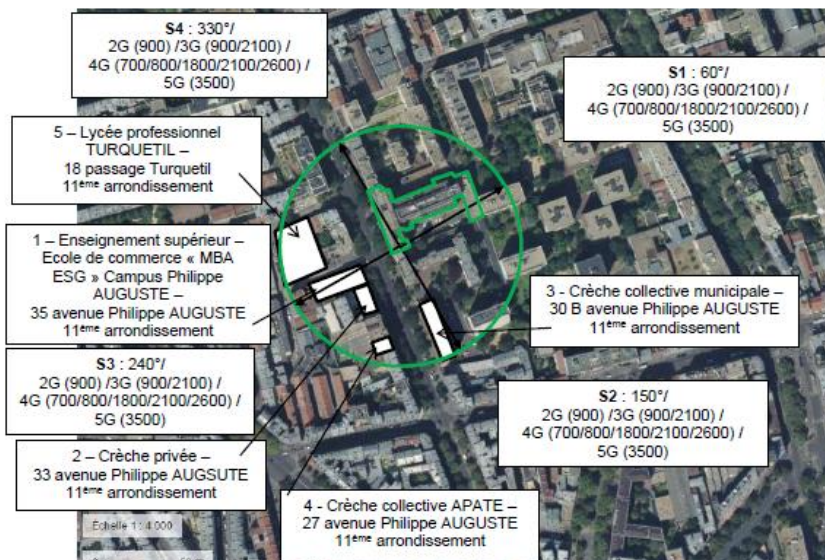 S4 : 330°/
2G (900) /3G (900/2100) /
4G (700/800/1800/2100/2600) /
5G (3500)
S1 : 60°/
2G (900) /3G (900/2100) /
4G (700/800/1800/2100/2600) /
5G (3500)
5 – Lycée professionnel
TURQUETIL –
18 passage Turquetil
11ème arrondissement
1 – Enseignement supérieur –
Ecole de commerce « MBA
ESG » Campus Philippe
AUGUSTE –
35 avenue Philippe AUGUSTE
11ème arrondissement
3 - Crèche collective municipale –
30 B avenue Philippe AUGUSTE
11ème arrondissement
S3 : 240°/
2G (900) /3G (900/2100) /
4G (700/800/1800/2100/2600) /
5G (3500)
S2 : 150°/
2G (900) /3G (900/2100) /
4G (700/800/1800/2100/2600) /
5G (3500)
2 – Crèche privée –
33 avenue Philippe AUGSUTE
11ème arrondissement
4 - Crèche collective APATE –
27 avenue Philippe AUGUSTE
11ème arrondissement
Échelle 1 : 4 000